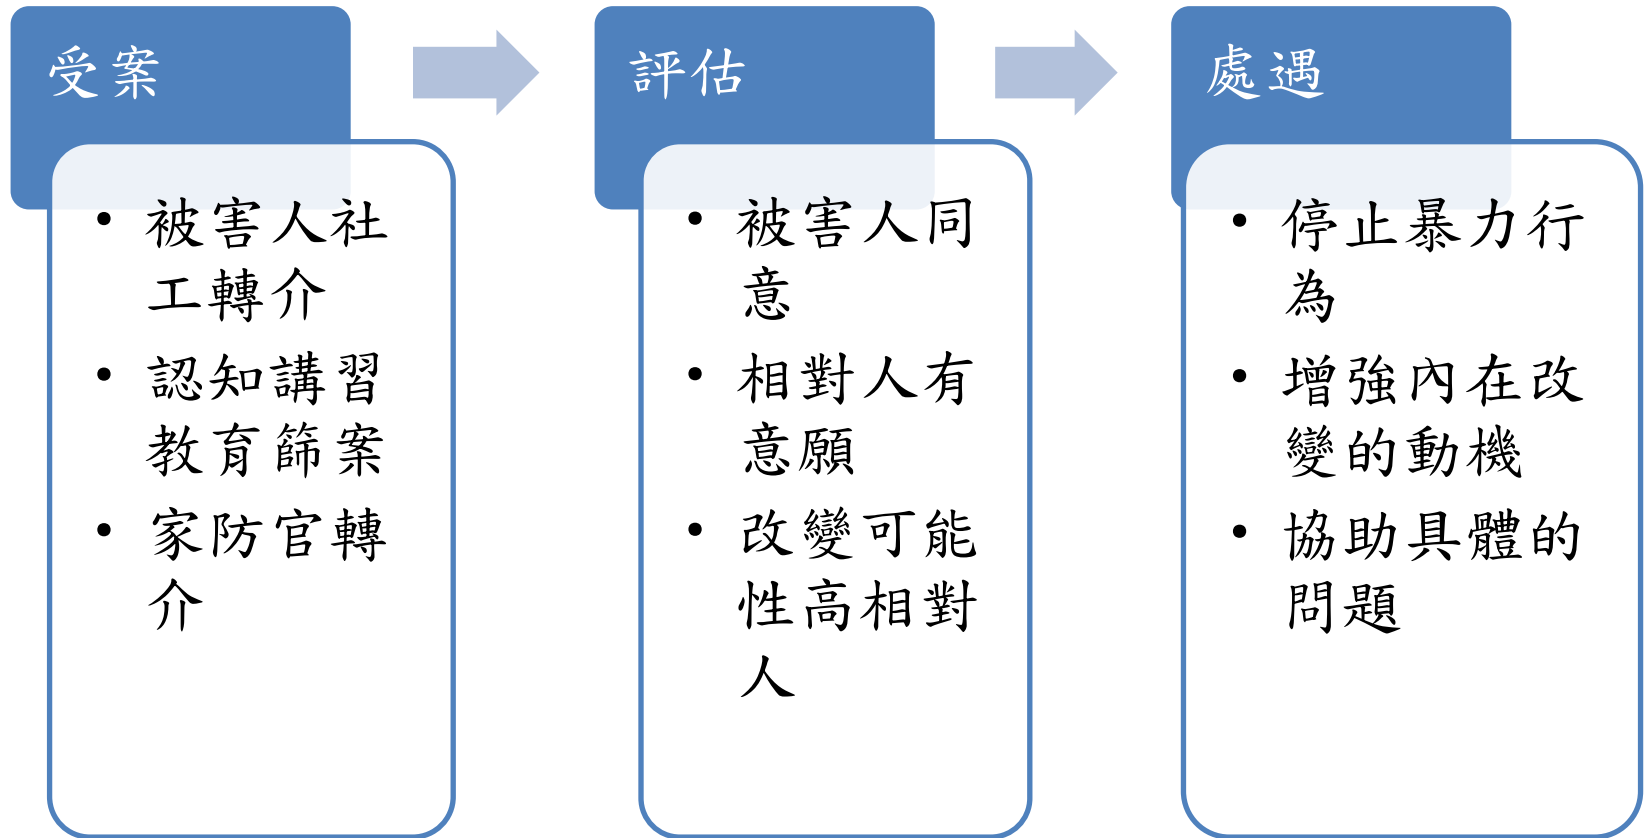 受案
• 被害人社
工轉介
• 認知講習
教育篩案
• 家防官轉
介
評估
• 被害人同
意
• 相對人有
意願
• 改變可能
性高相對
人
處遇
• 停止暴力行
為
• 增強內在改
變的動機
• 協助具體的
問題